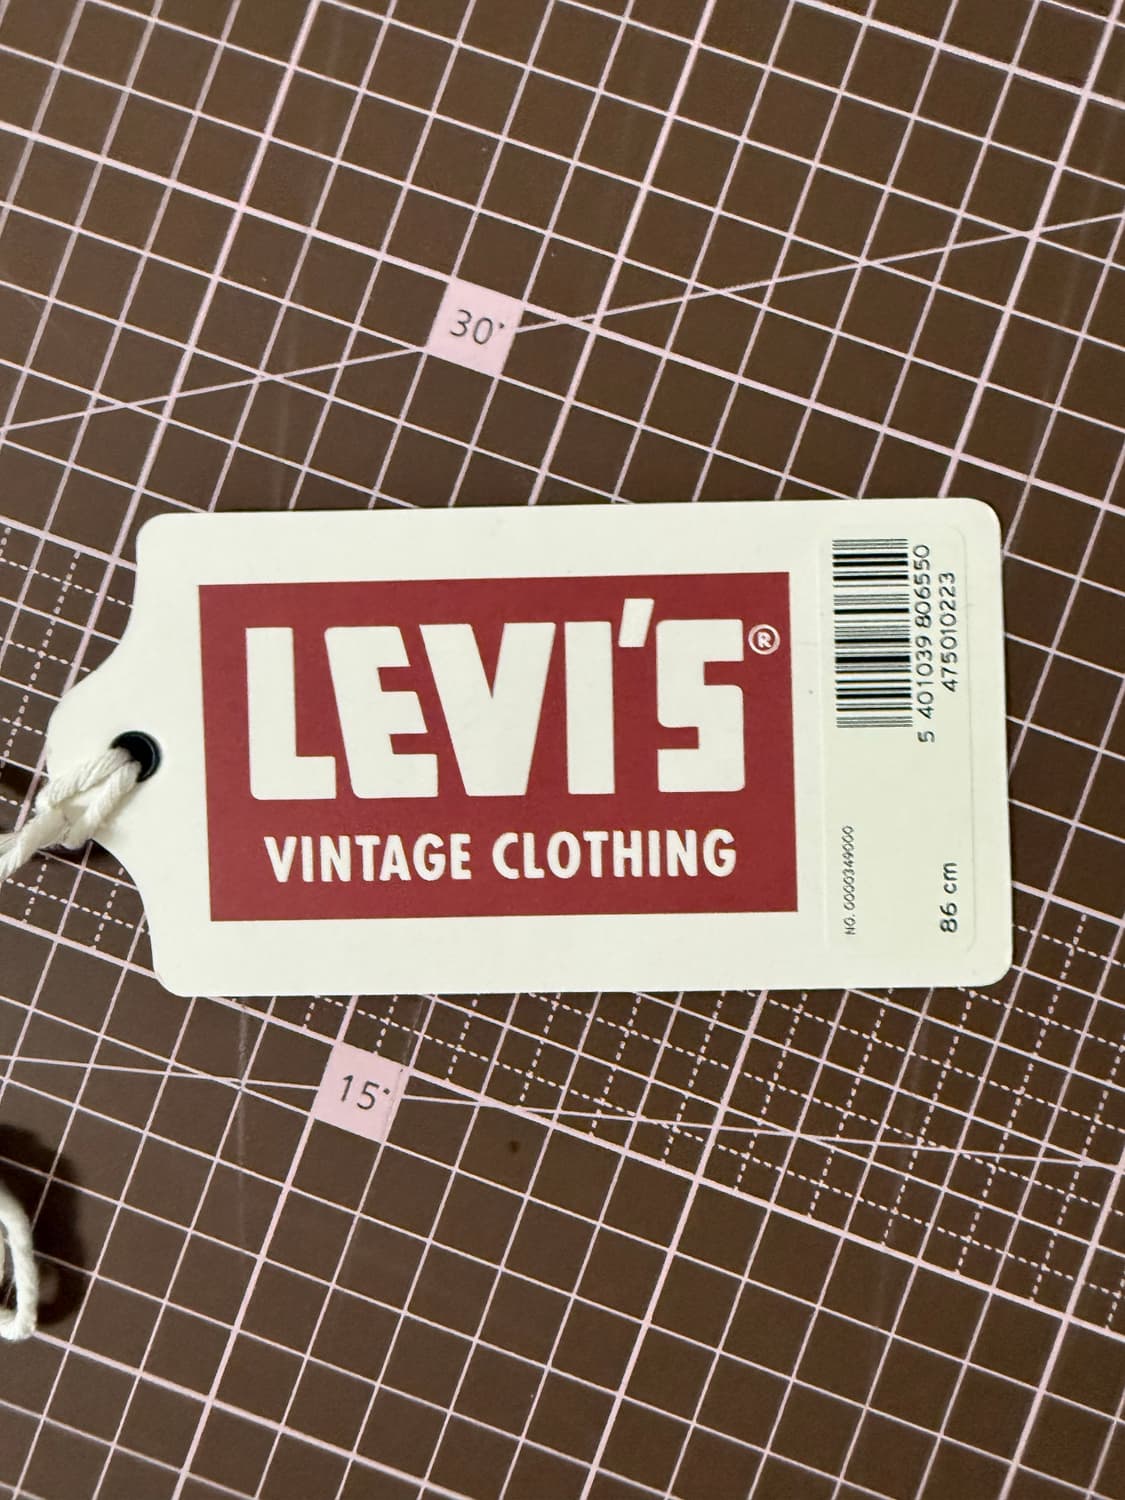 30°
LEVI'S®
VINTAGE CLOTHING
5 401039 806550
475010223
NO. 0000349000
86 cm
15°